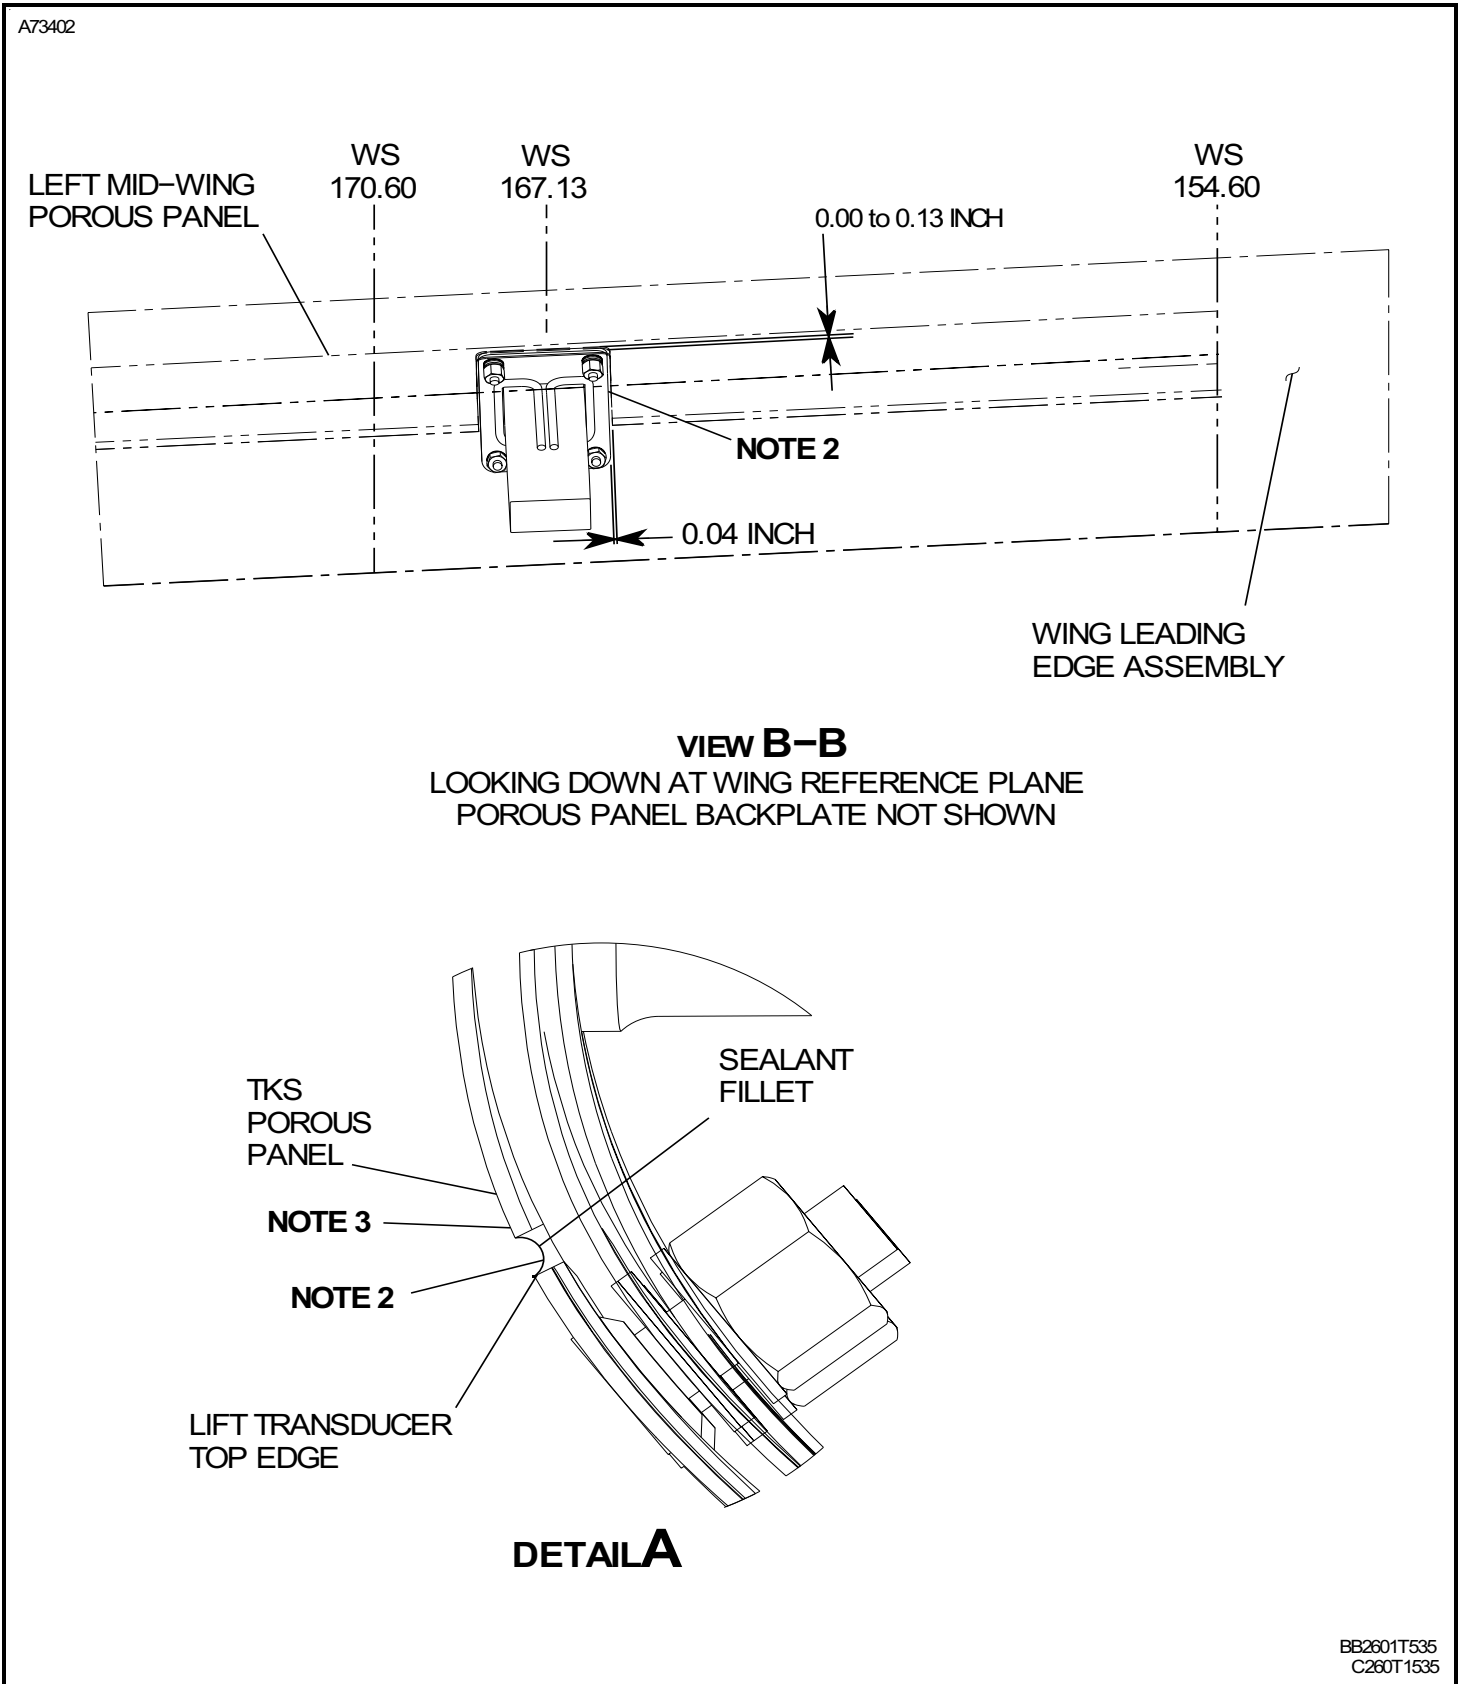 A73402
WS
170.60
WS
167.13
WS
154.60
LEFT MID−WING
POROUS PANEL
0.00 to 0.13 INCH
NOTE 2
0.04 INCH
WING LEADING
EDGE ASSEMBLY
VIEW B−B
LOOKING DOWN AT WING REFERENCE PLANE
POROUS PANEL BACKPLATE NOT SHOWN
SEALANT
FILLET
TKS
POROUS
PANEL
NOTE 3
NOTE 2
LIFT TRANSDUCER
TOP EDGE
DETAIL A
BB2601T535
C260T1535